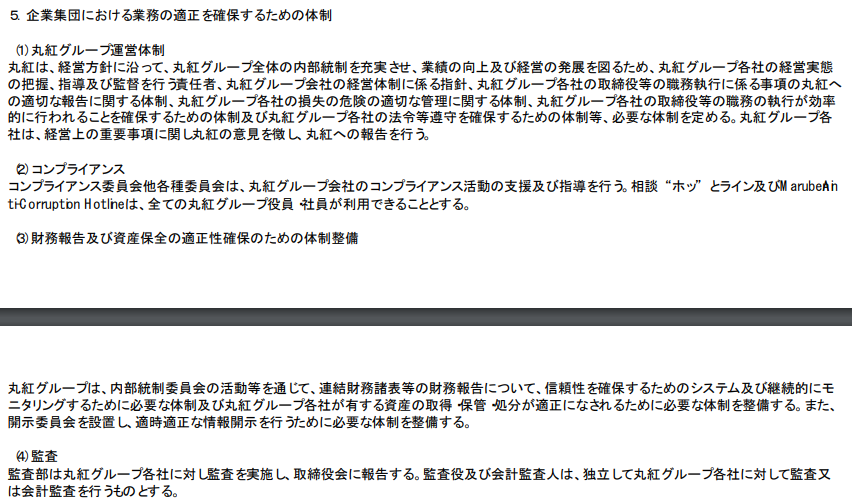 5. 企業集団における業務の適正を確保するための体制
(1)丸紅グループ運営体制
丸紅は、経営方針に沿って、丸紅グループ全体の内部統制を充実させ、業績の向上及び経営の発展を図るため、丸紅グループ各社の経営実態
の把握、指導及び監督を行う責任者、丸紅グループ会社の経営体制に係る指針、丸紅グループ各社の取締役等の職務執行に係る事項の丸紅へ
の適切な報告に関する体制、丸紅グループ各社の損失の危険の適切な管理に関する体制、丸紅グループ各社の取締役等の職務の執行が効率
的に行われることを確保するための体制及び丸紅グループ各社の法令等遵守を確保するための体制等、必要な体制を定める。丸紅グループ各
社は、経営上の重要事項に関し丸紅の意見を徴し、丸紅への報告を行う。
(2)コンプライアンス
コンプライアンス委員会他各種委員会は、丸紅グループ会社のコンプライアンス活動の支援及び指導を行う。相談“ホッ”とライン及びMarubeni An
ti-Corruption Hotlineは、全ての丸紅グループ役員・社員が利用できることとする。
(3)財務報告及び資産保全の適正性確保のための体制整備
丸紅グループは、内部統制委員会の活動等を通じて、連結財務諸表等の財務報告について、信頼性を確保するためのシステム及び継続的にモ
ニタリングするために必要な体制及び丸紅グループ各社が有する資産の取得・保管・処分が適正になされるために必要な体制を整備する。また、
開示委員会を設置し、適時適正な情報開示を行うために必要な体制を整備する。
(4)監査
監査部は丸紅グループ各社に対し監査を実施し、取締役会に報告する。監査役及び会計監査人は、独立して丸紅グループ各社に対して監査又
は会計監査を行うものとする。